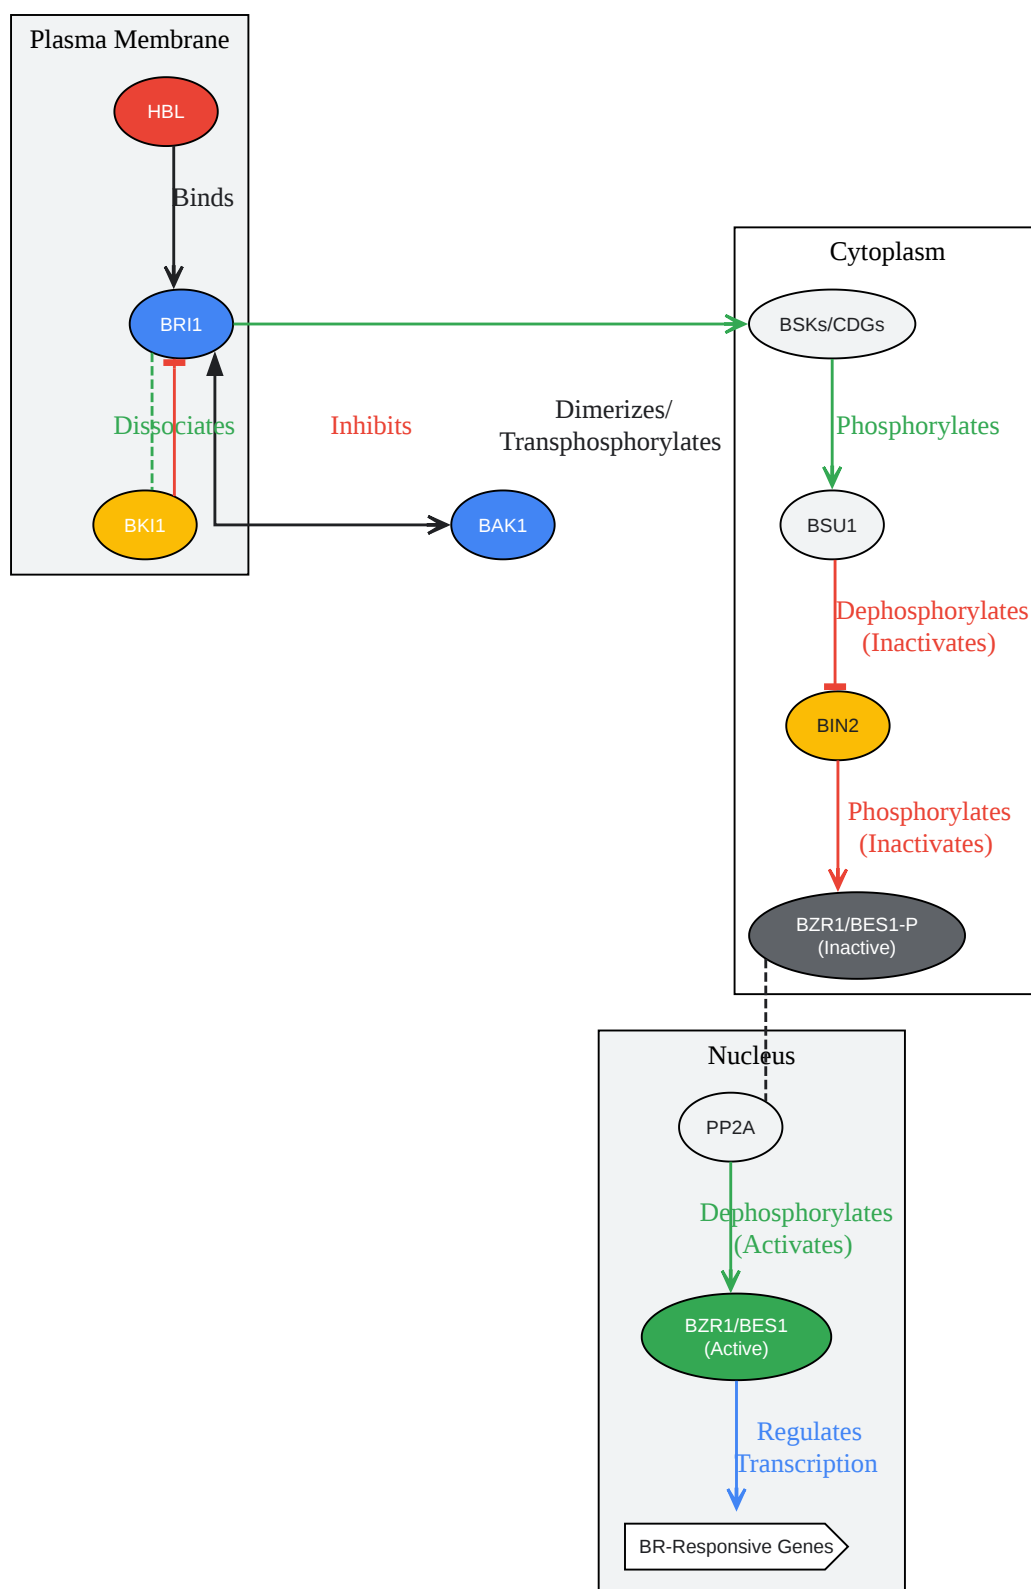 Plasma Membrane
HBL
Binds
Cytoplasm
BRI1
BSKs/CDGs
Dissociates
Inhibits
Dimerizes/
Transphosphorylates
Phosphorylates
BKI1
BAK1
BSU1
Dephosphorylates
(Inactivates)
BIN2
Phosphorylates
(Inactivates)
BZR1/BES1-P
(Inactive)
Nucleus
PP2A
Dephosphorylates
(Activates)
BZR1/BES1
(Active)
Regulates
Transcription
BR-Responsive Genes